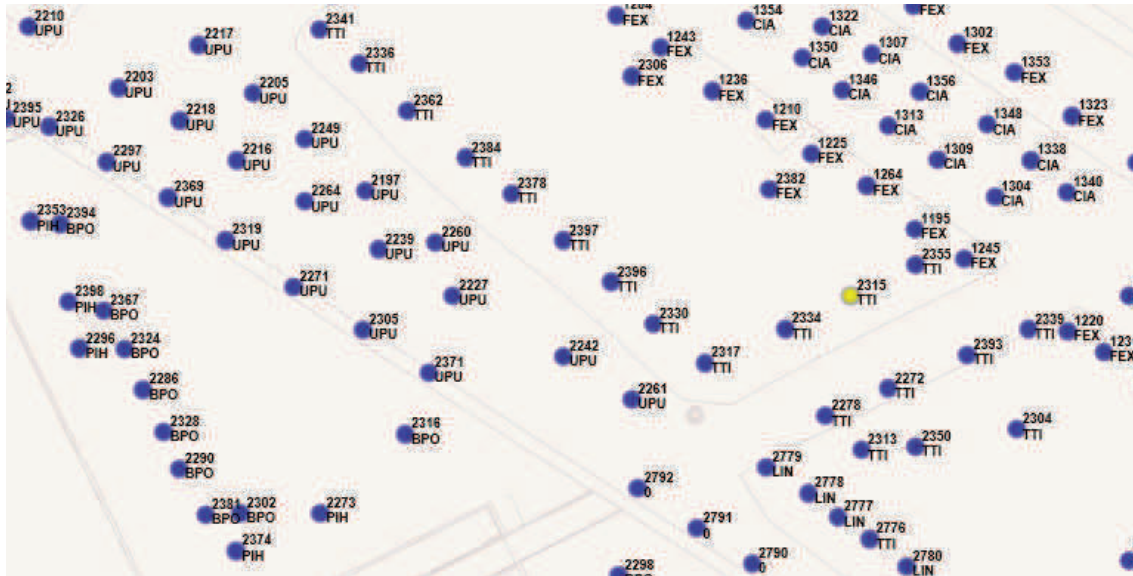 2210
UPU
2217
UPU
2341
TTI
2336
TTI
1243
FEX
2306
FEX
1354
CIA
1322
CIA
1350
CIA
1307
CIA
FEX
1302
FEX
1353
FEX
2203
UPU
2205
UPU
2362
TTI
1236
FEX
1346
CIA
1356
CIA
2395
UPU
2326
UPU
2218
UPU
2249
UPU
1210
FEX
1313
CIA
1348
CIA
1323
FEX
2297
UPU
2216
UPU
2384
TTI
1225
FEX
1309
CIA
1338
CIA
2369
UPU
2264
UPU
2197
UPU
2378
TTI
2382
FEX
1264
FEX
1304
CIA
1340
CIA
2353
PIH
2394
BPO
2319
UPU
2239
UPU
2260
UPU
2397
TTI
1195
FEX
2355
TTI
1245
FEX
2271
UPU
2227
UPU
2396
TTI
2315
TTI
2398
PIH
2367
BPO
2305
UPU
2330
TTI
2334
TTI
2339
TTI
1220
FEX
2296
PIH
2324
BPO
2371
UPU
2242
UPU
2317
TTI
2393
TTI
FEX
2286
BPO
2261
UPU
2272
TTI
2278
TTI
2328
BPO
2316
BPO
2313
TTI
2350
TTI
2304
TTI
2290
BPO
2779
LIN
2792
0
2778
LIN
2381
BPO
2302
BPO
2273
PIH
2791
0
2777
LIN
2374
PIH
2776
TTI
2298
BPO
2790
0
2780
LIN